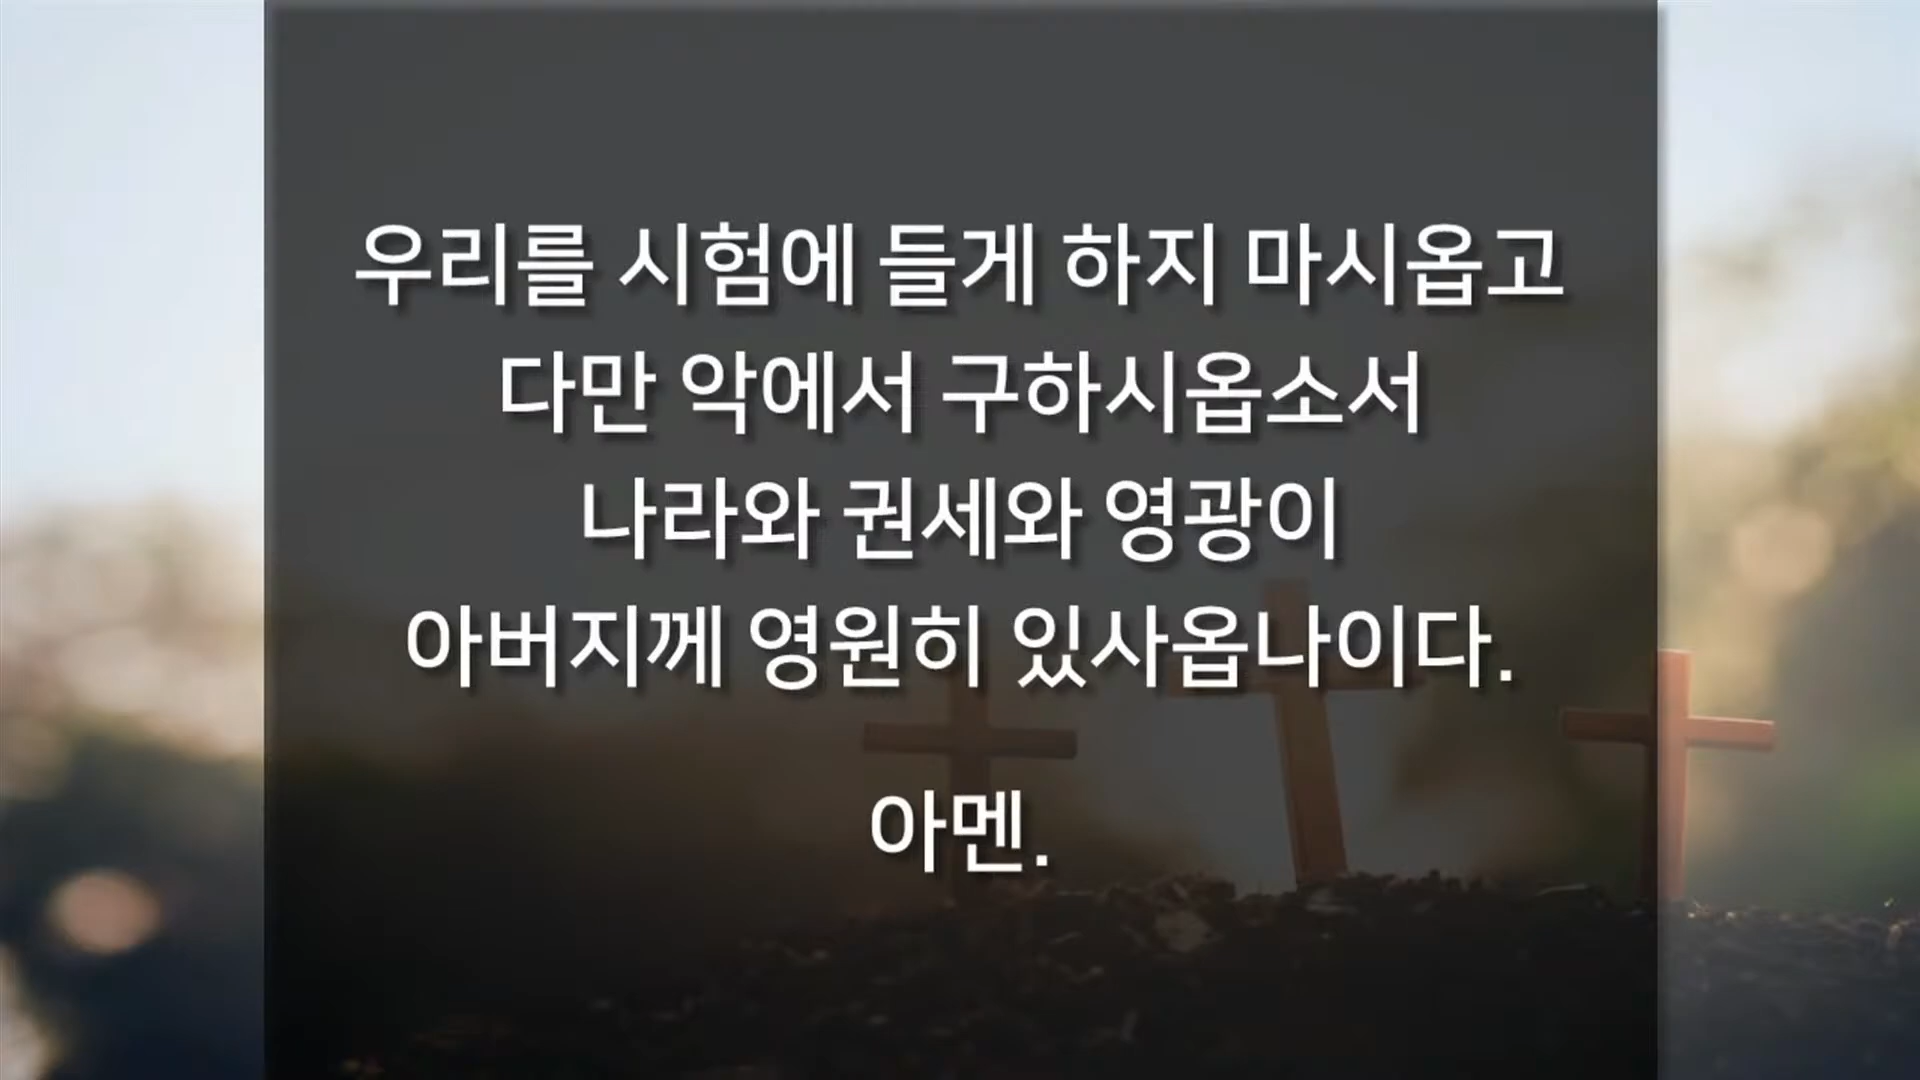 우리를 시험에 들게 하지 마시옵고
다만 악에서 구하시옵소서
나라와 권세와 영광이
아버지께 영원히 있사옵나이다.
아멘.